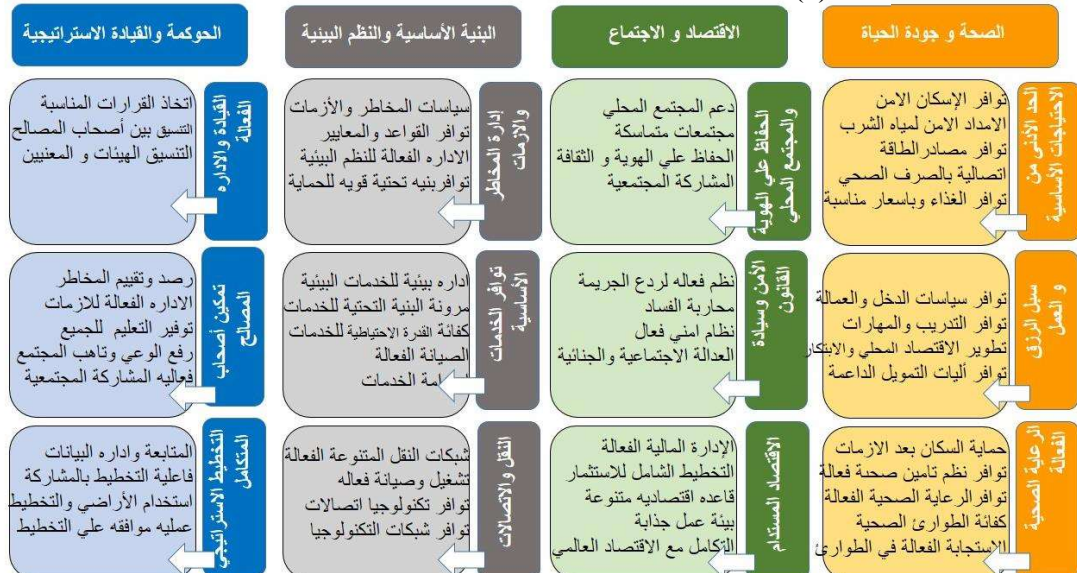 الصحة و جودة الحياة
الاحتياجات الأساسية
الحد الأدنى من
توافر الإسكان الامن
الامداد الامن لمياه الشرب
توافر مصادرالطاقة
اتصالية بالصرف الصحي
توافر الغذاء وباسعار مناسبة
سبل الرزق
و العمل
توافر سياسات الدخل والعمالة
توافر التدريب والمهارات
تطوير الاقتصاد المحلي والابتكار
توافر أليات التمويل الداعمة
الرعاية الصحية
الفعالة
حماية السكان بعد الازمات
توافر نظم تامين صحية فعالة
توافرالرعاية الصحية الفعالة
كفائة الطوارئ الصحية
الاستجابة الفعالة في الطوارئ
الاقتصاد و الاجتماع
الحفاظ علي الهوية
والمجتمع المحلي
دعم المجتمع المحلي
مجتمعات متماسكة
الحفاظ علي الهوية و الثقافة
المشاركة المجتمعية
الأمن وسيادة
القانون
نظم فعاله لردع الجريمة
محاربة الفساد
نظام امني فعال
العدالة الاجتماعية والجنائية
الاقتصاد المستدام
الإدارة المالية الفعالة
التخطيط الشامل للاستثمار
قاعده اقتصاديه متنوعة
بيئة عمل جذابة
التكامل مع الاقتصاد العالمي
البنية الأساسية والنظم البيئية
إدارة المخاطر
والازمات
سياسات المخاطر والأزمات
توافر القواعد والمعايير
الاداره الفعالة للنظم البيئية
توافربنيه تحتية قويه للحماية
توافر الخدمات
الأساسية
اداره بيئية للخدمات البيئية
مرونة البنية التحتية للخدمات
كفائة القدرة الاحتياطية للخدمات
الصيانة الفعالة
الخدمات
النقل والاتصالات
شبكات النقل المتنوعة الفعالة
تشغيل وصيانة فعاله
توافر تكنولوجيا اتصالات
توافر شبكات التكنولوجيا
الحوكمة والقيادة الاستراتيجية
القيادة والاداره
الفعالة
اتخاذ القرارات المناسبة
التنسيق بين أصحاب المصالح
التنسيق الهيئات و المعنيين
تمكين أصحاب
المصالح
رصد وتقييم المخاطر
الاداره الفعالة للازمات
توفير التعليم للجميع
رفع الوعي وتاهب المجتمع
فعاليه المشاركة المجتمعية
التخطيط الاستراتيجي
المتكامل
المتابعة واداره البيانات
فاعلية التخطيط بالمشاركة
استخدام الأراضي والتخطيط
عمليه موافقه علي التخطيط